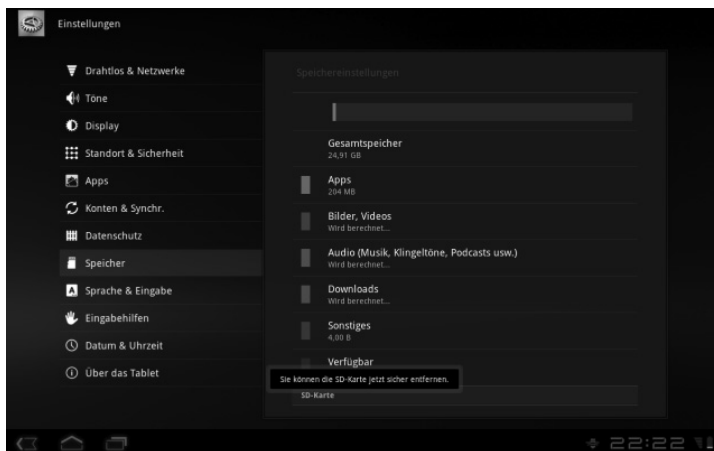 Einstellungen
Drahtlos & Netzwerke
Töne
Display
Standort & Sicherheit
Apps
Konten & Synchr.
Datenschutz
Speicher
Sprache & Eingabe
Eingabehilfen
Datum & Uhrzeit
Über das Tablet
Speichereinstellungen
Gesamtspeicher
24,91 GB
Apps
204 MB
Bilder, Videos
Wird berechnet...
Audio (Musik, Klingeltöne, Podcasts usw.)
Wird berechnet...
Downloads
Wird berechnet...
Sonstiges
4,00 B
Verfügbar
Sie können die SD-Karte jetzt sicher entfernen.
SD-Karte
22:22